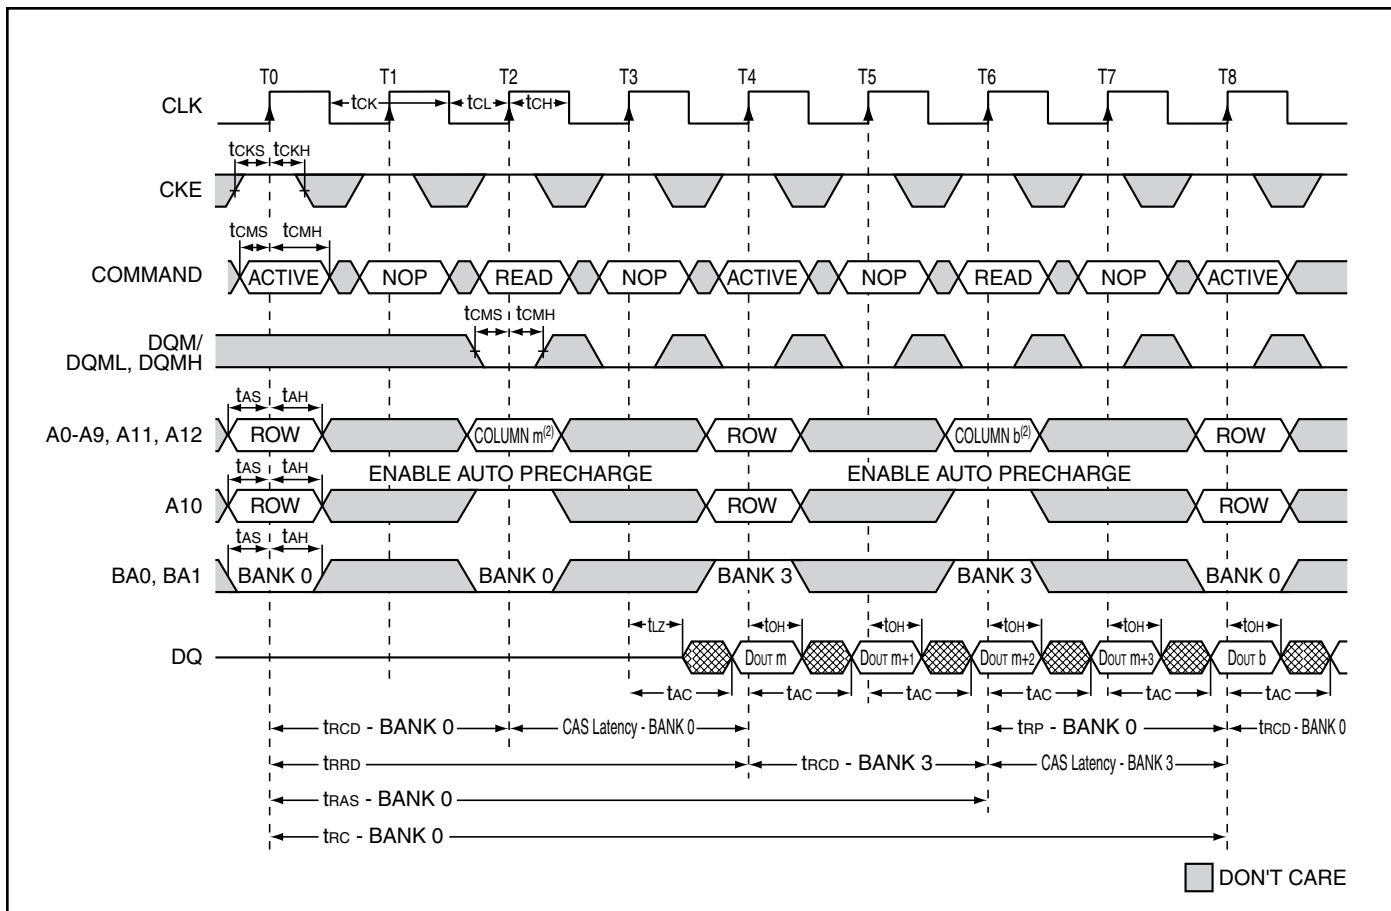 T0 T1 T2 T3 T4 T5 T6 T7 T8
CLK tCK tCL tCH
tCKS tCKH
CKE
tCMS tCMH
COMMAND ACTIVE NOP READ NOP ACTIVE NOP READ NOP ACTIVE
tCMS tCMH
DQM/
DQML, DQMH
tAS tAH
A0-A9, A11, A12 ROW COLUMN m(2) ROW COLUMN b(2) ROW
tAS tAH ENABLE AUTO PRECHARGE ENABLE AUTO PRECHARGE
A10 ROW ROW ROW
tAS tAH
BA0, BA1 BANK 0 BANK 0 BANK 3 BANK 3 BANK 0
tLZ tOH tOH tOH tOH tOH
DQ DOUT m DOUT m+1 DOUT m+2 DOUT m+3 DOUT b
tAC tAC tAC tAC tAC tAC
tRCD - BANK 0 CAS Latency - BANK 0 tRP - BANK 0 tRCD - BANK 0
tRRD tRCD - BANK 3 CAS Latency - BANK 3
tRAS - BANK 0
tRC - BANK 0
DON'T CARE